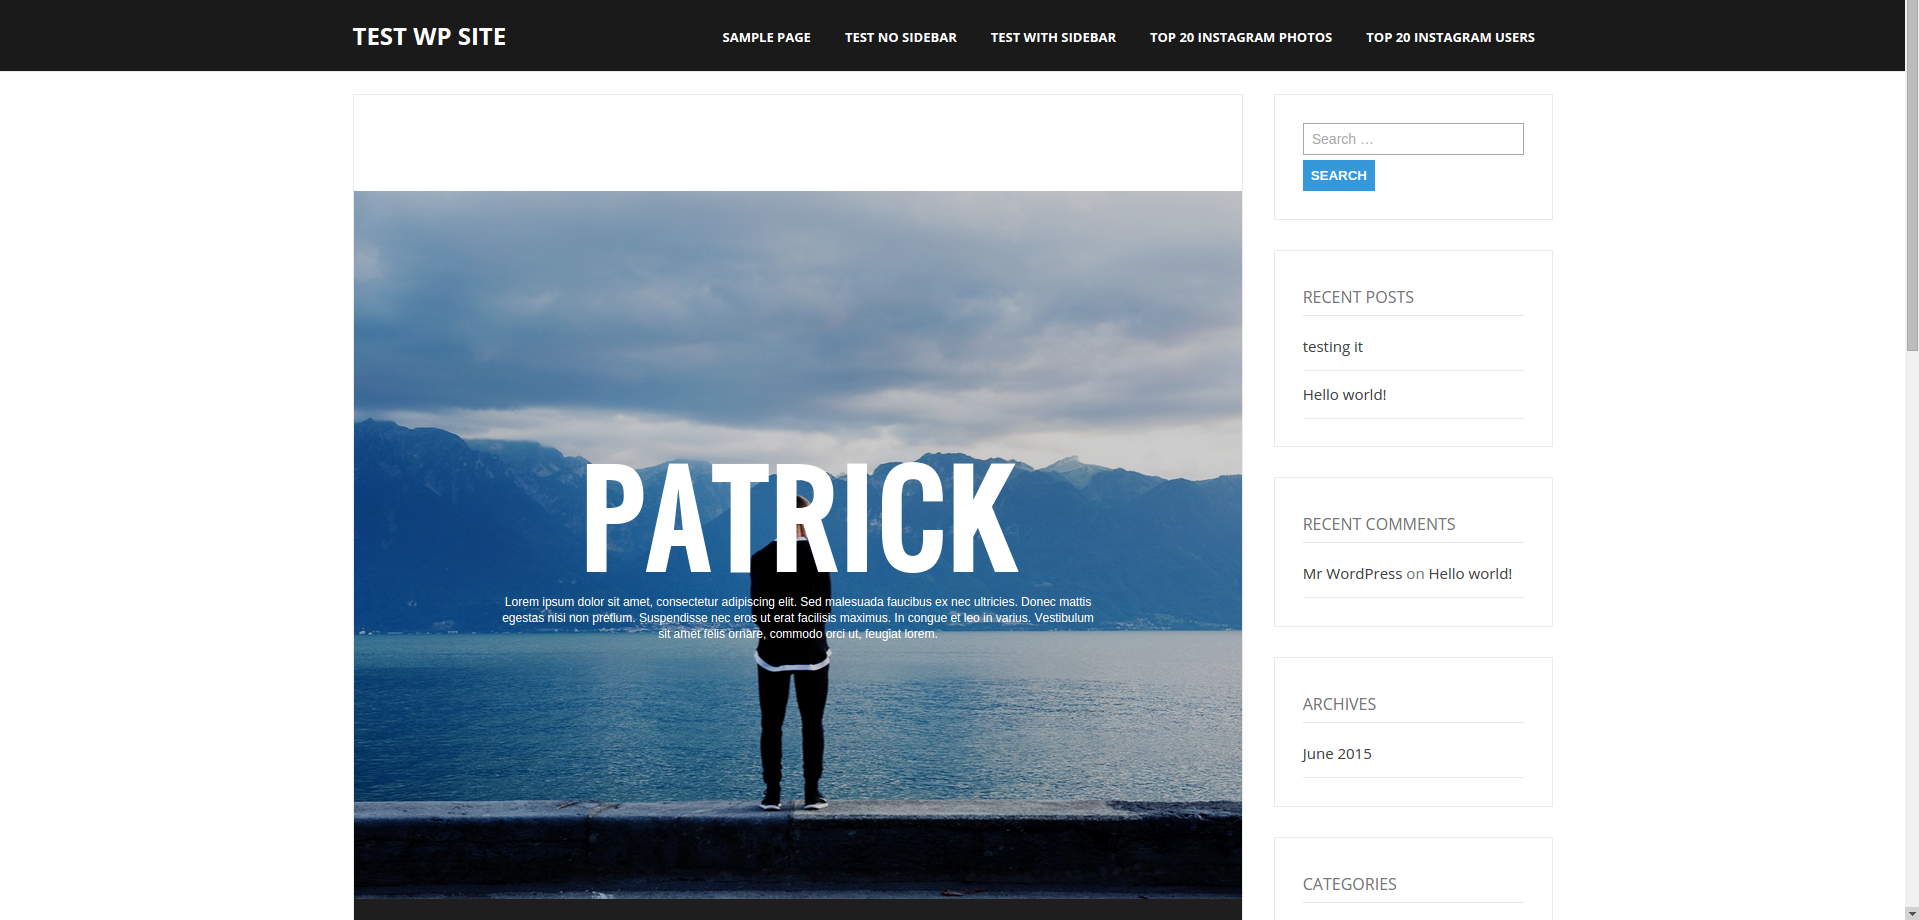 TEST WP SITE
SAMPLE PAGE TEST NO SIDEBAR TEST WITH SIDEBAR TOP 20 INSTAGRAM PHOTOS TOP 20 INSTAGRAM USERS
PATRICK
Lorem ipsum dolor sit amet, consectetur adipiscing elit. Sed malesuada faucibus ex nec ultricies. Donec mattis
egestas nisi non pretium. Suspendisse nec eros ut erat facilisis maximus. In congue et leo in varius. Vestibulum
sit amet felis ornare, commodo orci ut, feugiat lorem.
Search …
SEARCH
RECENT POSTS
testing it
Hello world!
RECENT COMMENTS
Mr WordPress on Hello world!
ARCHIVES
June 2015
CATEGORIES